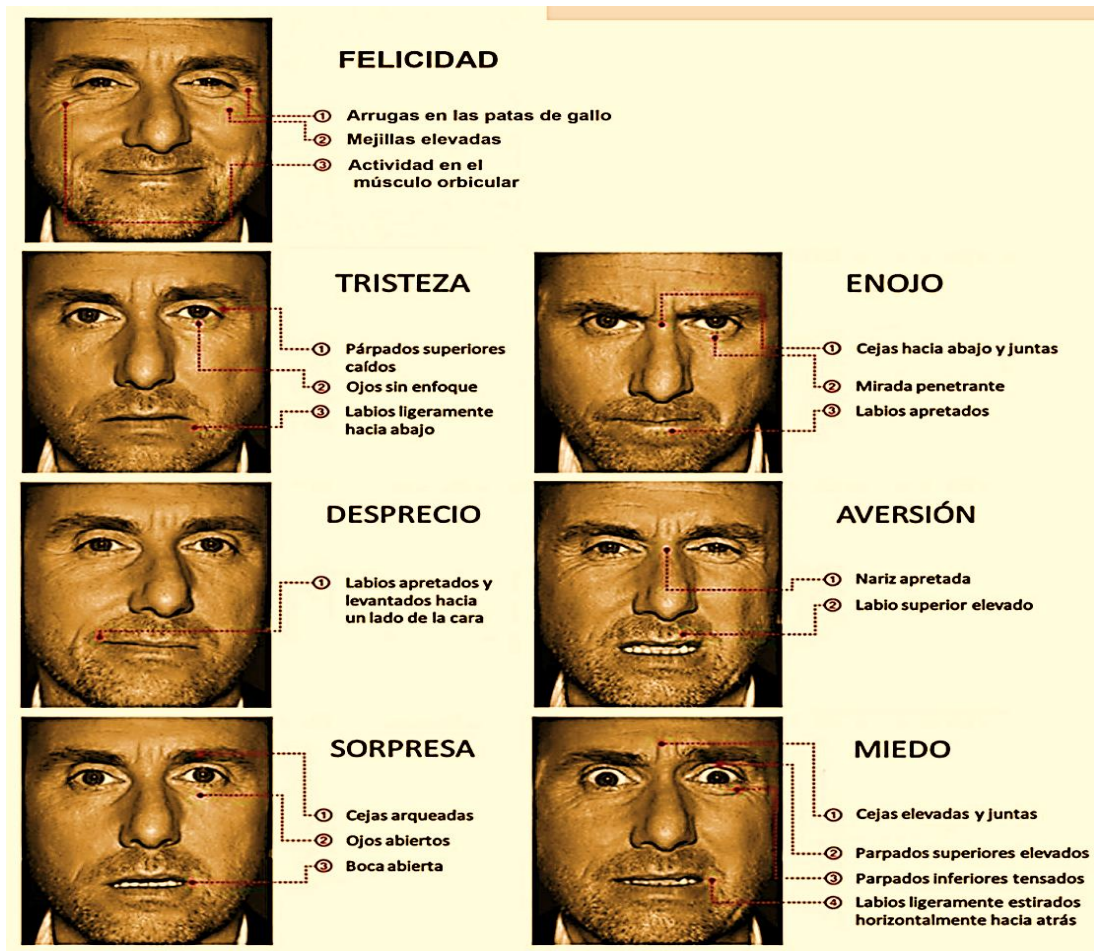 FELICIDAD
① Arrugas en las patas de gallo
② Mejillas elevadas
③ Actividad en el
músculo orbicular
TRISTEZA
① Párpados superiores
caídos
② Ojos sin enfoque
③ Labios ligeramente
hacia abajo
ENOJO
① Cejas hacia abajo y juntas
② Mirada penetrante
③ Labios apretados
DESPRECIO
① Labios apretados y
levantados hacia
un lado de la cara
AVERSIÓN
① Nariz apretada
② Labio superior elevado
SORPRESA
① Cejas arqueadas
② Ojos abiertos
③ Boca abierta
MIEDO
① Cejas elevadas y juntas
② Parpados superiores elevados
③ Parpados inferiores tensados
④ Labios ligeramente estirados
horizontalmente hacia atrás